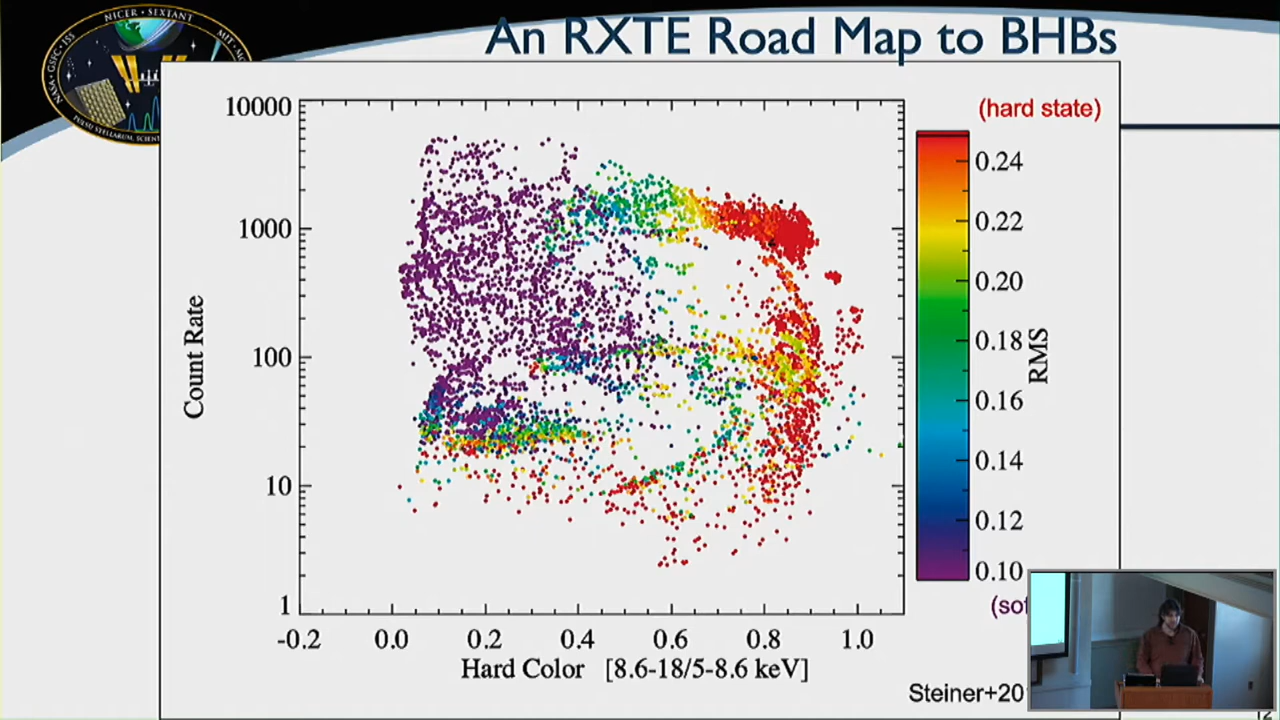 An RXTE Road Map to BHBs
NICER • SEXTANT
NASA • GSFC • ISS
(hard state)
10000
1000
100
10
1
Count Rate
-0.2 0.0 0.2 0.4 0.6 0.8 1.0
Hard Color [8.6-18/5-8.6 keV]
0.24
0.22
0.20
0.18
0.16
0.14
0.12
0.10
RMS
Steiner+20